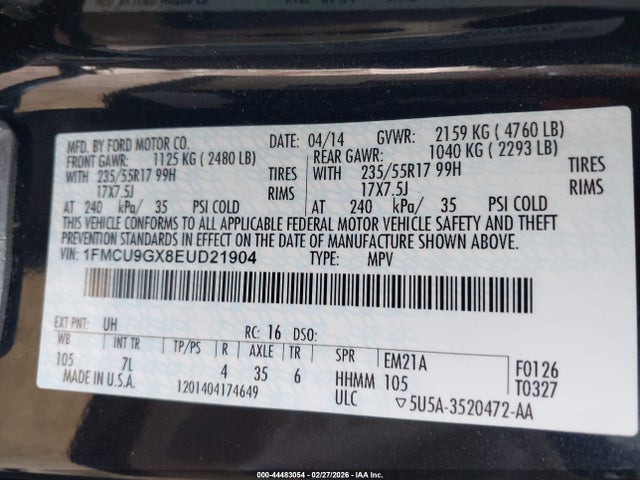 MFD. BY FORD MOTOR CO. DATE: 04/14 GVWR: 2159 KG ( 4760 LB)
FRONT GAWR: 1125 KG ( 2480 LB) REAR GAWR: 1040 KG ( 2293 LB)
WITH 235/55R17 99H TIRES WITH 235/55R17 99H TIRES
17X7.5J RIMS 17X7.5J RIMS
AT 240 kPa/ 35 PSI COLD AT 240 kPa/ 35 PSI COLD
THIS VEHICLE CONFORMS TO ALL APPLICABLE FEDERAL MOTOR VEHICLE SAFETY AND THEFT
PREVENTION STANDARDS IN EFFECT ON THE DATE OF MANUFACTURE SHOWN ABOVE.
VIN: 1FMCU9GX8EUD21904 TYPE: MPV
EXT PNT: UH RC: 16 DSO:
WB INT TR TP/PS R AXLE TR SPR EM21A F0126
105 7L 4 35 6 HHMM 105 T0327
MADE IN U.S.A. 1201404174649 ULC ▽5U5A-3520472-AA
000-44483054 - 02/27/2026 - IAA Inc.